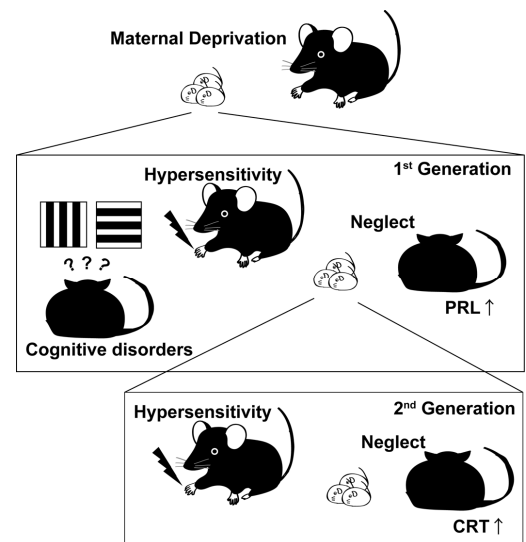 Maternal Deprivation
1st Generation
Hypersensitivity
Neglect
? ? ?
PRL ↑
Cognitive disorders
2nd Generation
Hypersensitivity
Neglect
CRT ↑